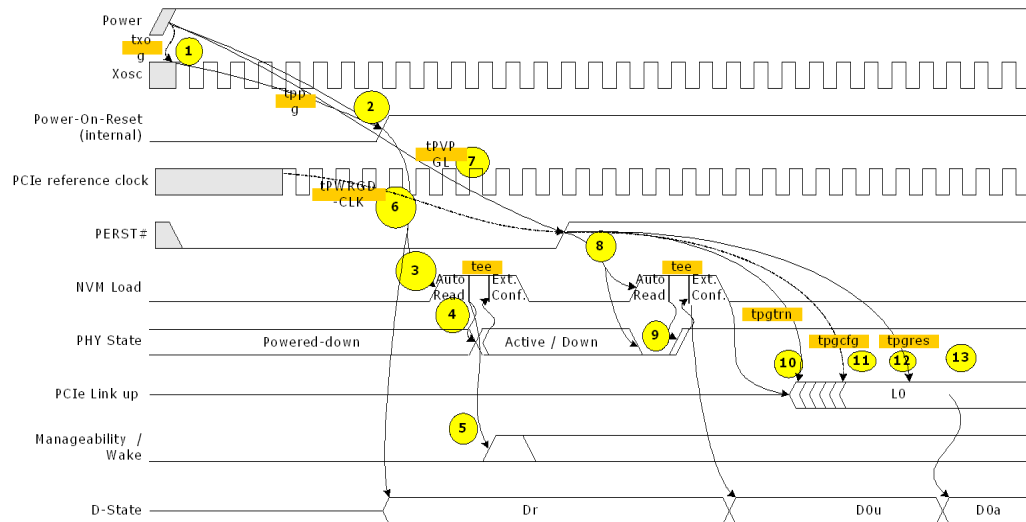 Power
txo
g
1
Xosc
tpp
g
2
Power-On-Reset
(internal)
tPVP
GL
7
PCIe reference clock
tPWRGD
-CLK
6
PERST#
8
3
tee
tee
NVM Load
Auto Ext.
Read Conf.
Auto Ext.
Read Conf.
4
9
tpgtrn
PHY State
Powered-down
Active / Down
tpgcfg
tpgres
10
11
12
13
PCIe Link up
L0
5
Manageability /
Wake
D-State
Dr
D0u
D0a